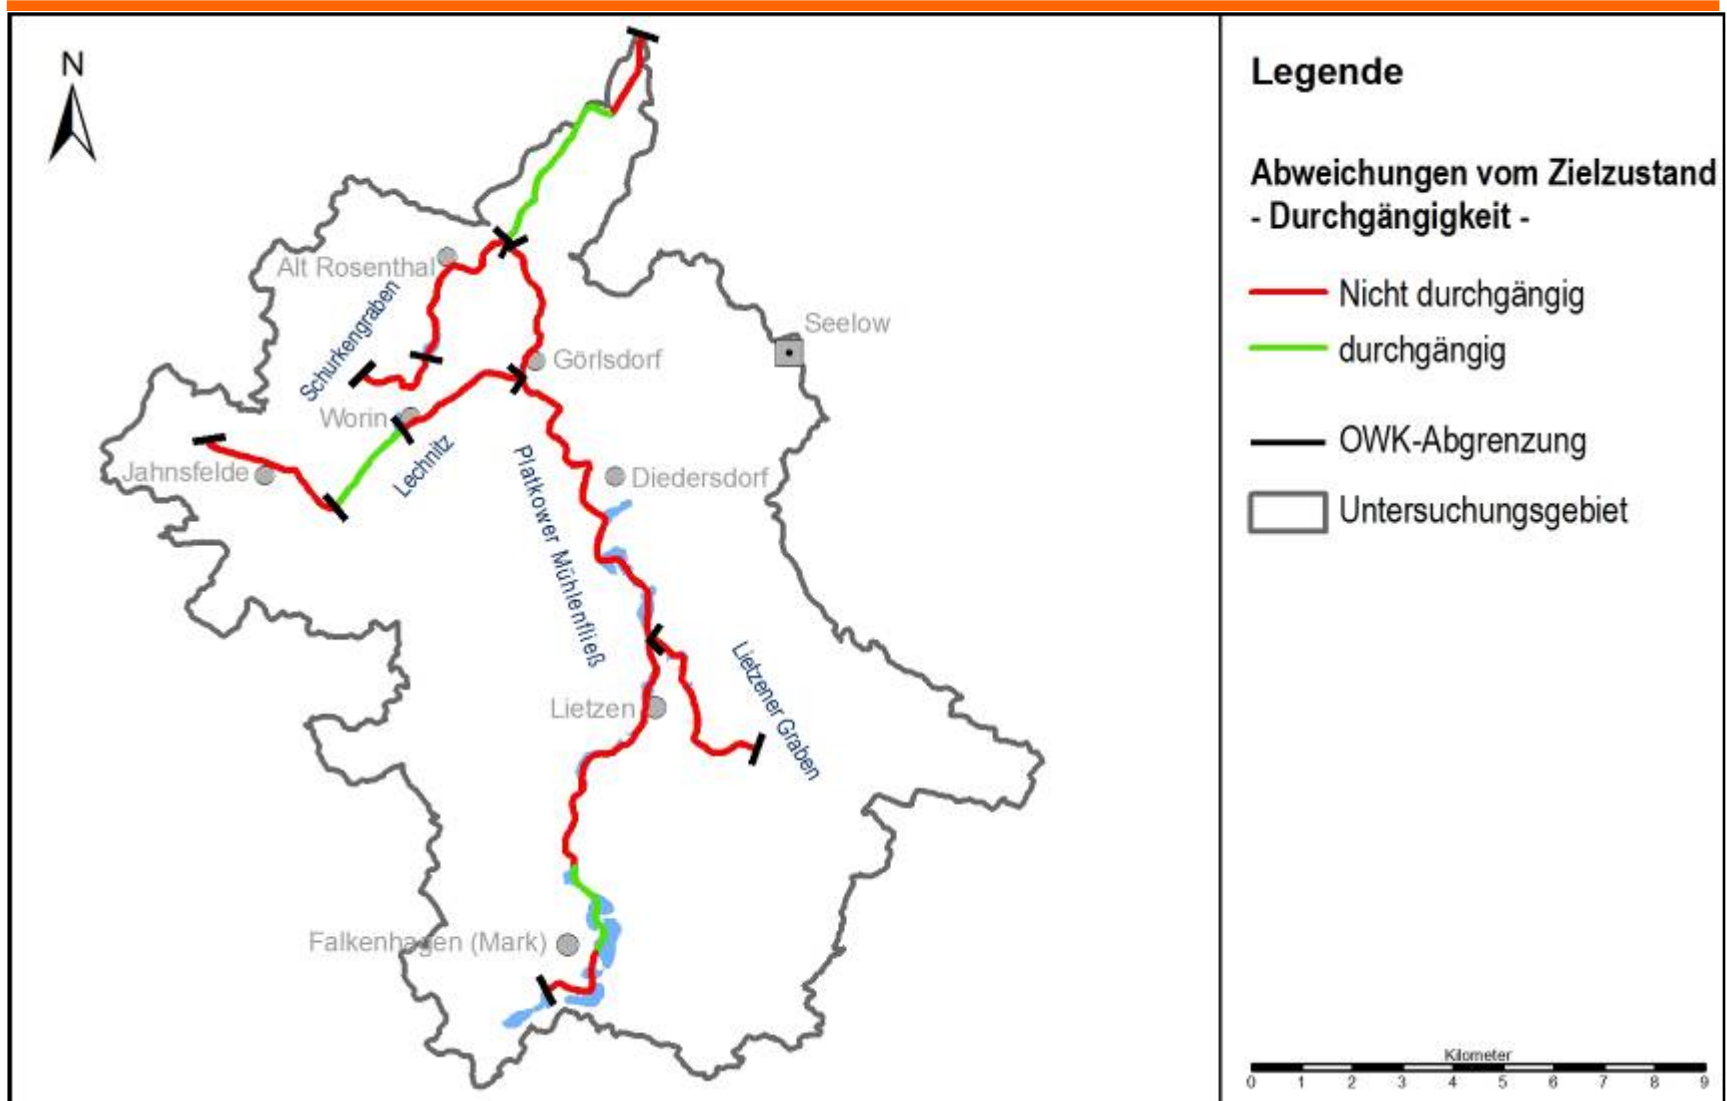 N
Alt Rosenthal
Schurkengraben
Seelow
Görlsdorf
Worin
Jahnsfelde
Lechnitz
Diedersdorf
Platkower Mühlenfließ
Lietzener Graben
Lietzen
Falkenhagen (Mark)
Legende
Abweichungen vom Zielzustand
- Durchgängigkeit -
Nicht durchgängig
durchgängig
OWK-Abgrenzung
Untersuchungsgebiet
Kilometer
0 1 2 3 4 5 6 7 8 9